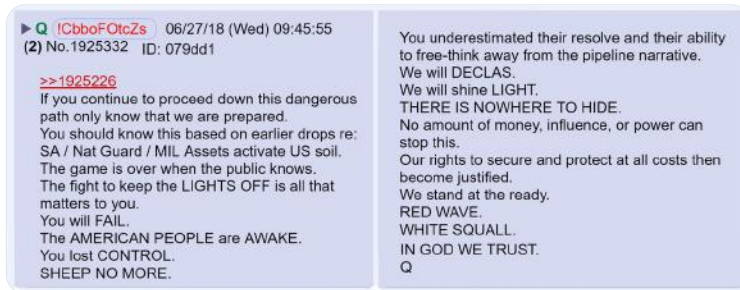 ▶ Q !CbboFOtcZs 06/27/18 (Wed) 09:45:55
(2) No.1925332 ID: 079dd1
>>1925226
If you continue to proceed down this dangerous
path only know that we are prepared.
You should know this based on earlier drops re:
SA / Nat Guard / MIL Assets activate US soil.
The game is over when the public knows.
The fight to keep the LIGHTS OFF is all that
matters to you.
You will FAIL.
The AMERICAN PEOPLE are AWAKE.
You lost CONTROL.
SHEEP NO MORE.
You underestimated their resolve and their ability
to free-think away from the pipeline narrative.
We will DECLAS.
We will shine LIGHT.
THERE IS NOWHERE TO HIDE.
No amount of money, influence, or power can
stop this.
Our rights to secure and protect at all costs then
become justified.
We stand at the ready.
RED WAVE.
WHITE SQUALL.
IN GOD WE TRUST.
Q